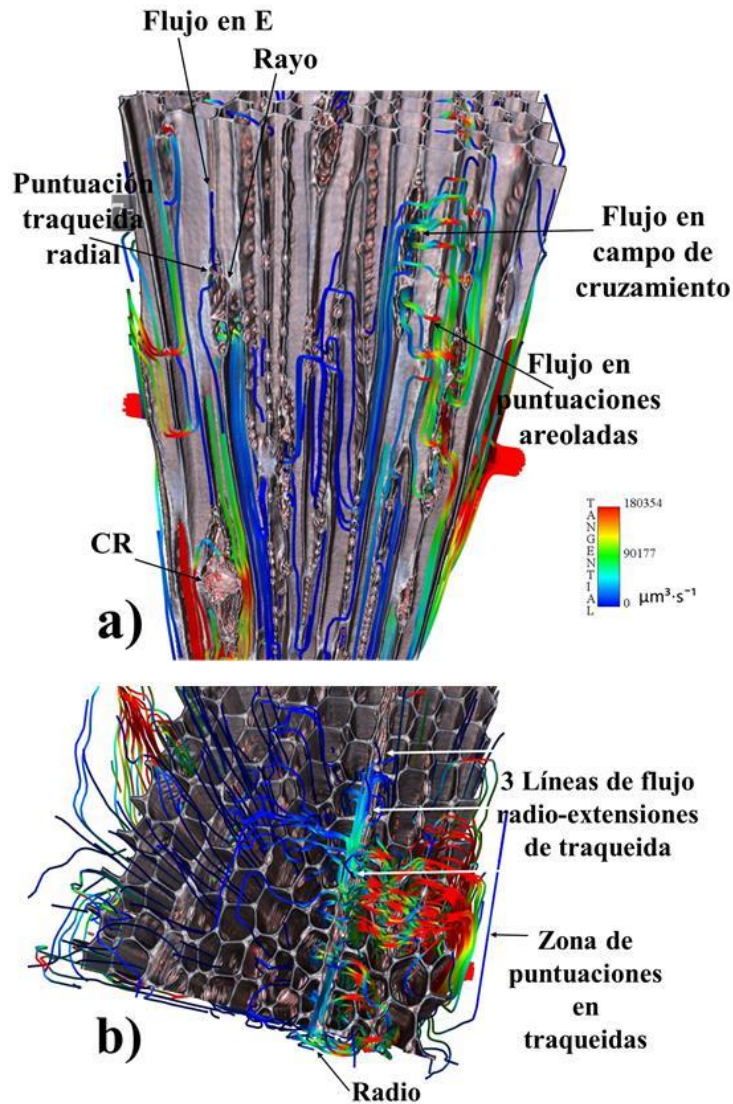 Flujo en E
Rayo
Puntuación
traqueida
radial
Flujo en
campo de
cruzamiento
Flujo en
puntuaciones
areoladas
CR
a)
TANGENTIAL
180354
90177
0
µm³·s⁻¹
3 Líneas de flujo
radio-extensiones
de traqueida
Zona de
puntuaciones
en
traqueidas
b)
Radio